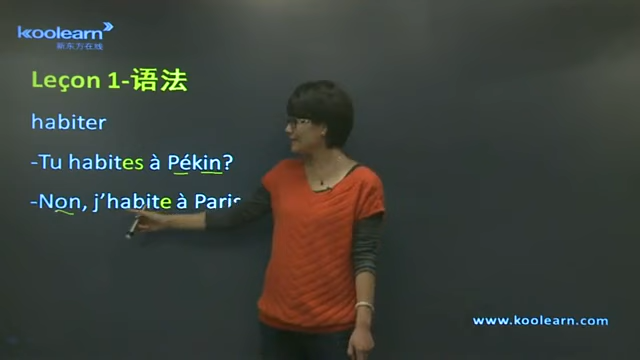 koolearn
新东方在线
Leçon 1-语法
habiter
-Tu habites à Pékin?
-Non, j'habite à Paris
www.koolearn.com